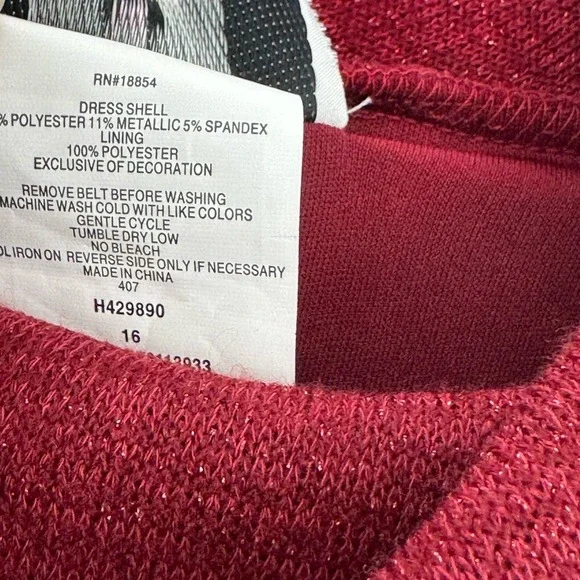 RN#18854
DRESS SHELL
% POLYESTER 11% METALLIC 5% SPANDEX
LINING
100% POLYESTER
EXCLUSIVE OF DECORATION
REMOVE BELT BEFORE WASHING
MACHINE WASH COLD WITH LIKE COLORS
GENTLE CYCLE
TUMBLE DRY LOW
NO BLEACH
IRON ON REVERSE SIDE ONLY IF NECESSARY
MADE IN CHINA
407
H429890
16